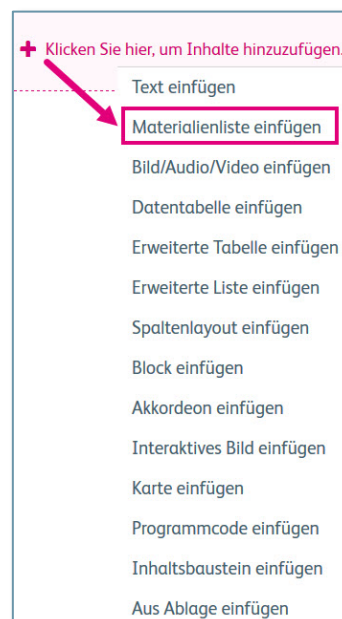 Klicken Sie hier, um Inhalte hinzuzufügen.
Text einfügen
Materialienliste einfügen
Bild/Audio/Video einfügen
Datentabelle einfügen
Erweiterte Tabelle einfügen
Erweiterte Liste einfügen
Spaltenlayout einfügen
Block einfügen
Akkordeon einfügen
Interaktives Bild einfügen
Karte einfügen
Programmcode einfügen
Inhaltsbaustein einfügen
Aus Ablage einfügen